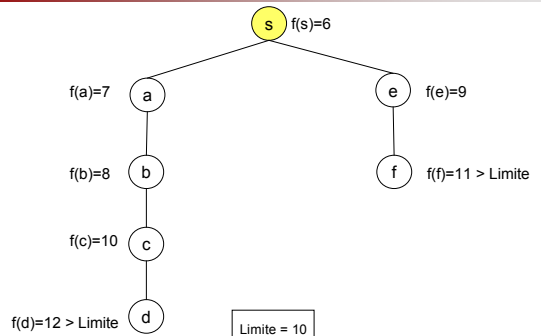 s f(s)=6
f(a)=7 a
e f(e)=9
f(b)=8 b
f f(f)=11 > Limite
f(c)=10 c
f(d)=12 > Limite d
Limite = 10